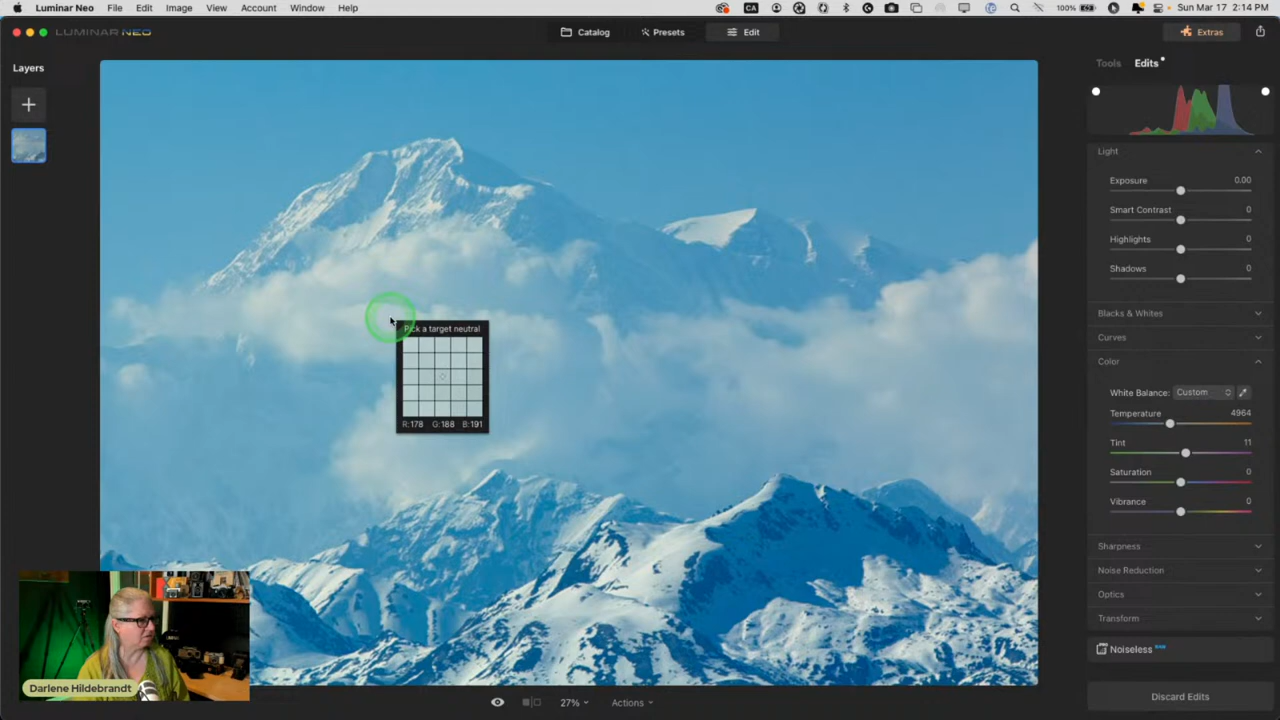 Luminar Neo File Edit Image View Account Window Help
100% Sun Mar 17 2:14 PM
LUMINAR NEO
Catalog Presets Edit
Extras
Layers
Tools Edits
Light
Exposure 0.00
Smart Contrast 0
Highlights 0
Shadows 0
Blacks & Whites
Curves
Color
White Balance: Custom
Temperature 4964
Tint 11
Saturation 0
Vibrance 0
Sharpness
Noise Reduction
Optics
Transform
Noiseless
Discard Edits
Pick a target neutral
R:178 G:188 B:191
Darlene Hildebrandt
27% Actions